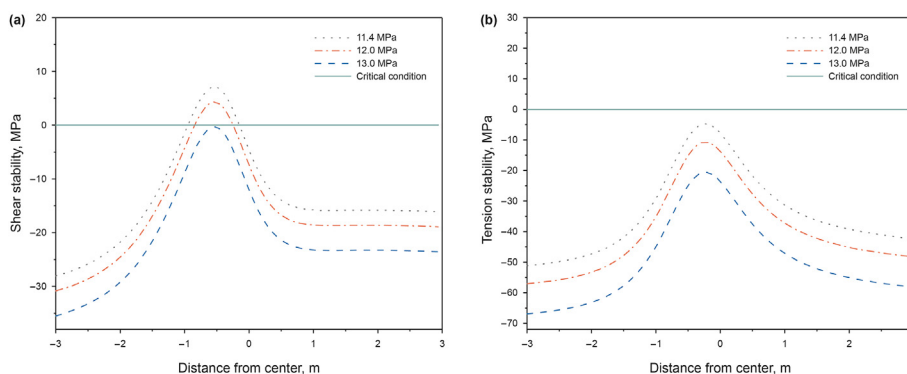 (a)
20
10
0
−10
−20
−30
Shear stability, MPa
11.4 MPa
12.0 MPa
13.0 MPa
Critical condition
−3 −2 −1 0 1 2 3
Distance from center, m
(b)
30
20
10
0
−10
−20
−30
−40
−50
−60
−70
Tension stability, MPa
11.4 MPa
12.0 MPa
13.0 MPa
Critical condition
−3 −2 −1 0 1 2
Distance from center, m